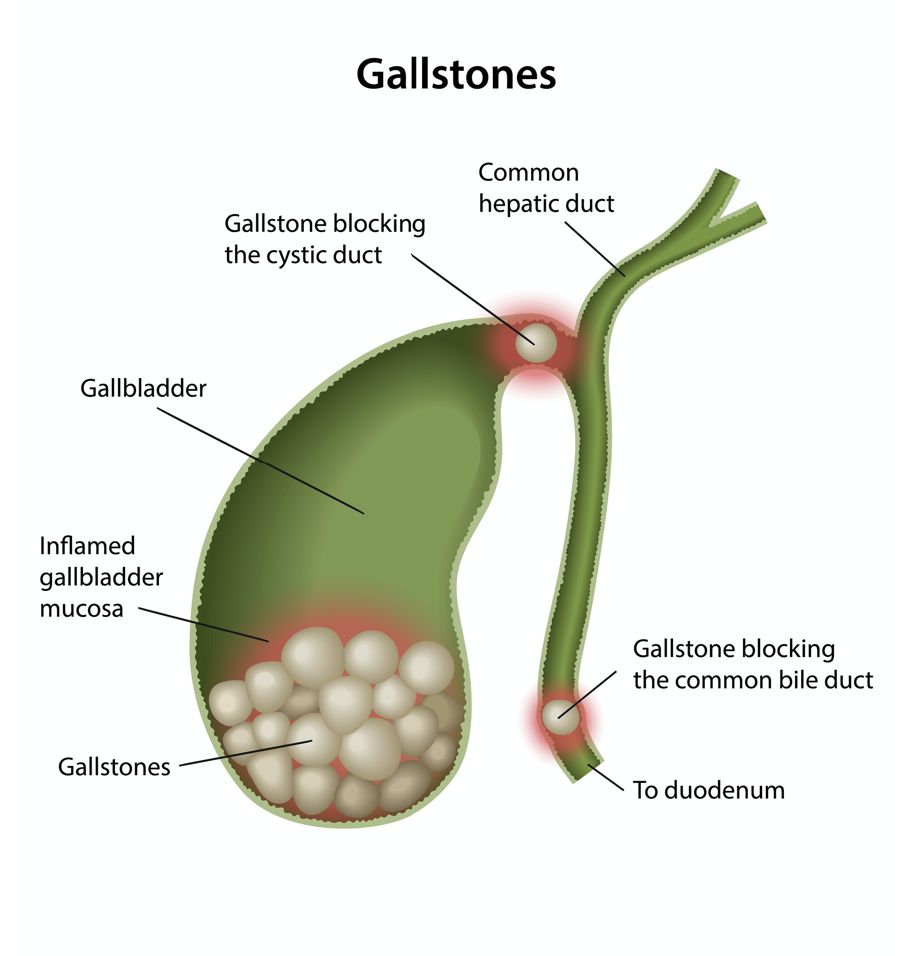 Gallstones
Common
hepatic duct
Gallstone blocking
the cystic duct
Gallbladder
Inflamed
gallbladder
mucosa
Gallstone blocking
the common bile duct
Gallstones
To duodenum